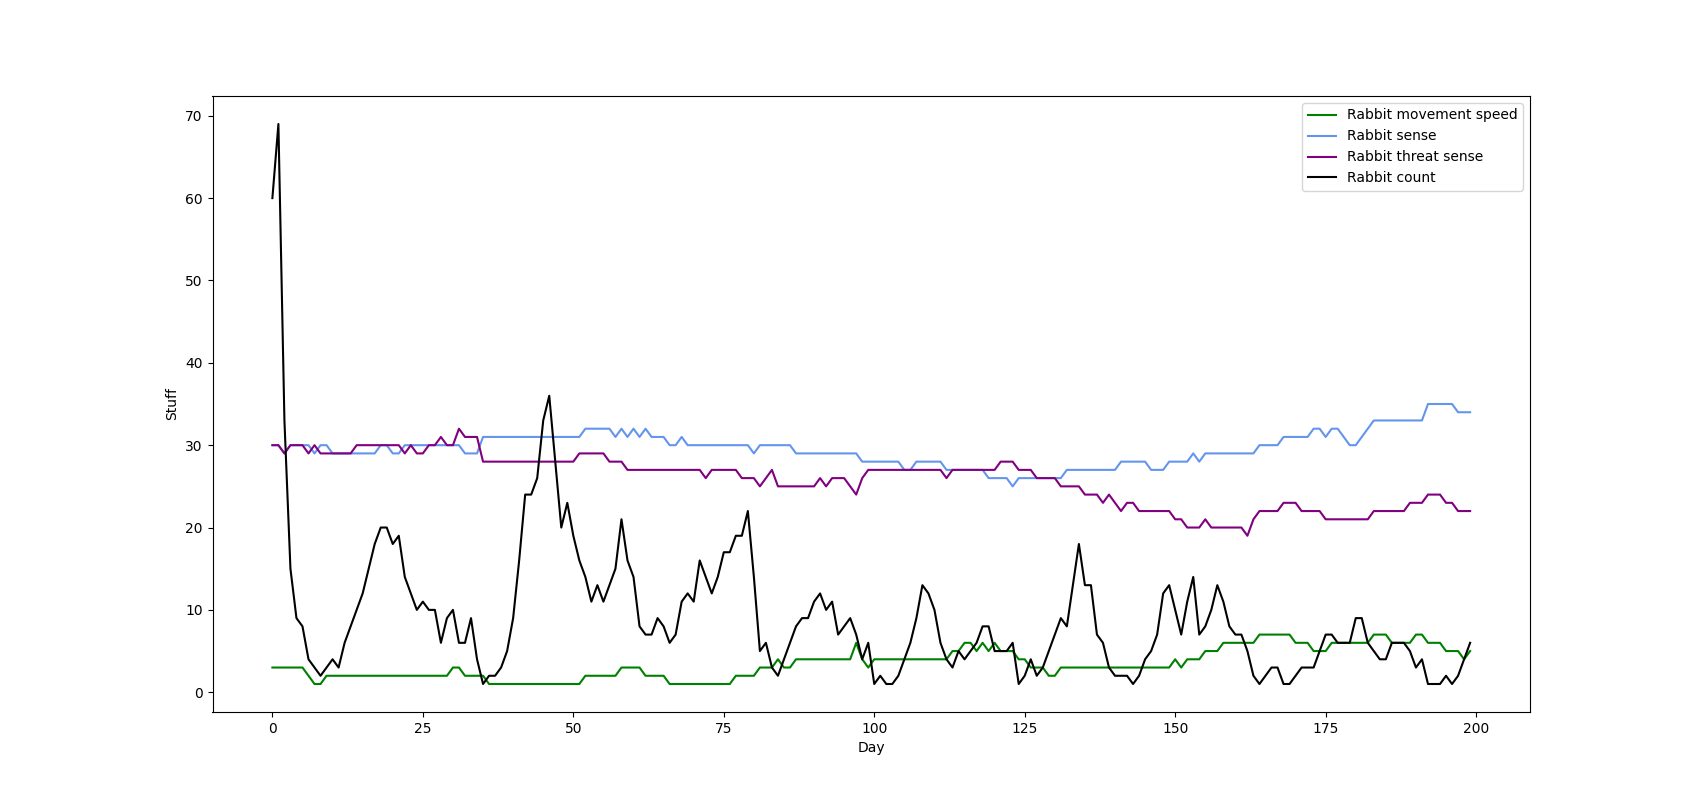 Rabbit movement speed
Rabbit sense
Rabbit threat sense
Rabbit count
70
60
50
40
30
20
10
0
Stuff
0 25 50 75 100 125 150 175 200
Day